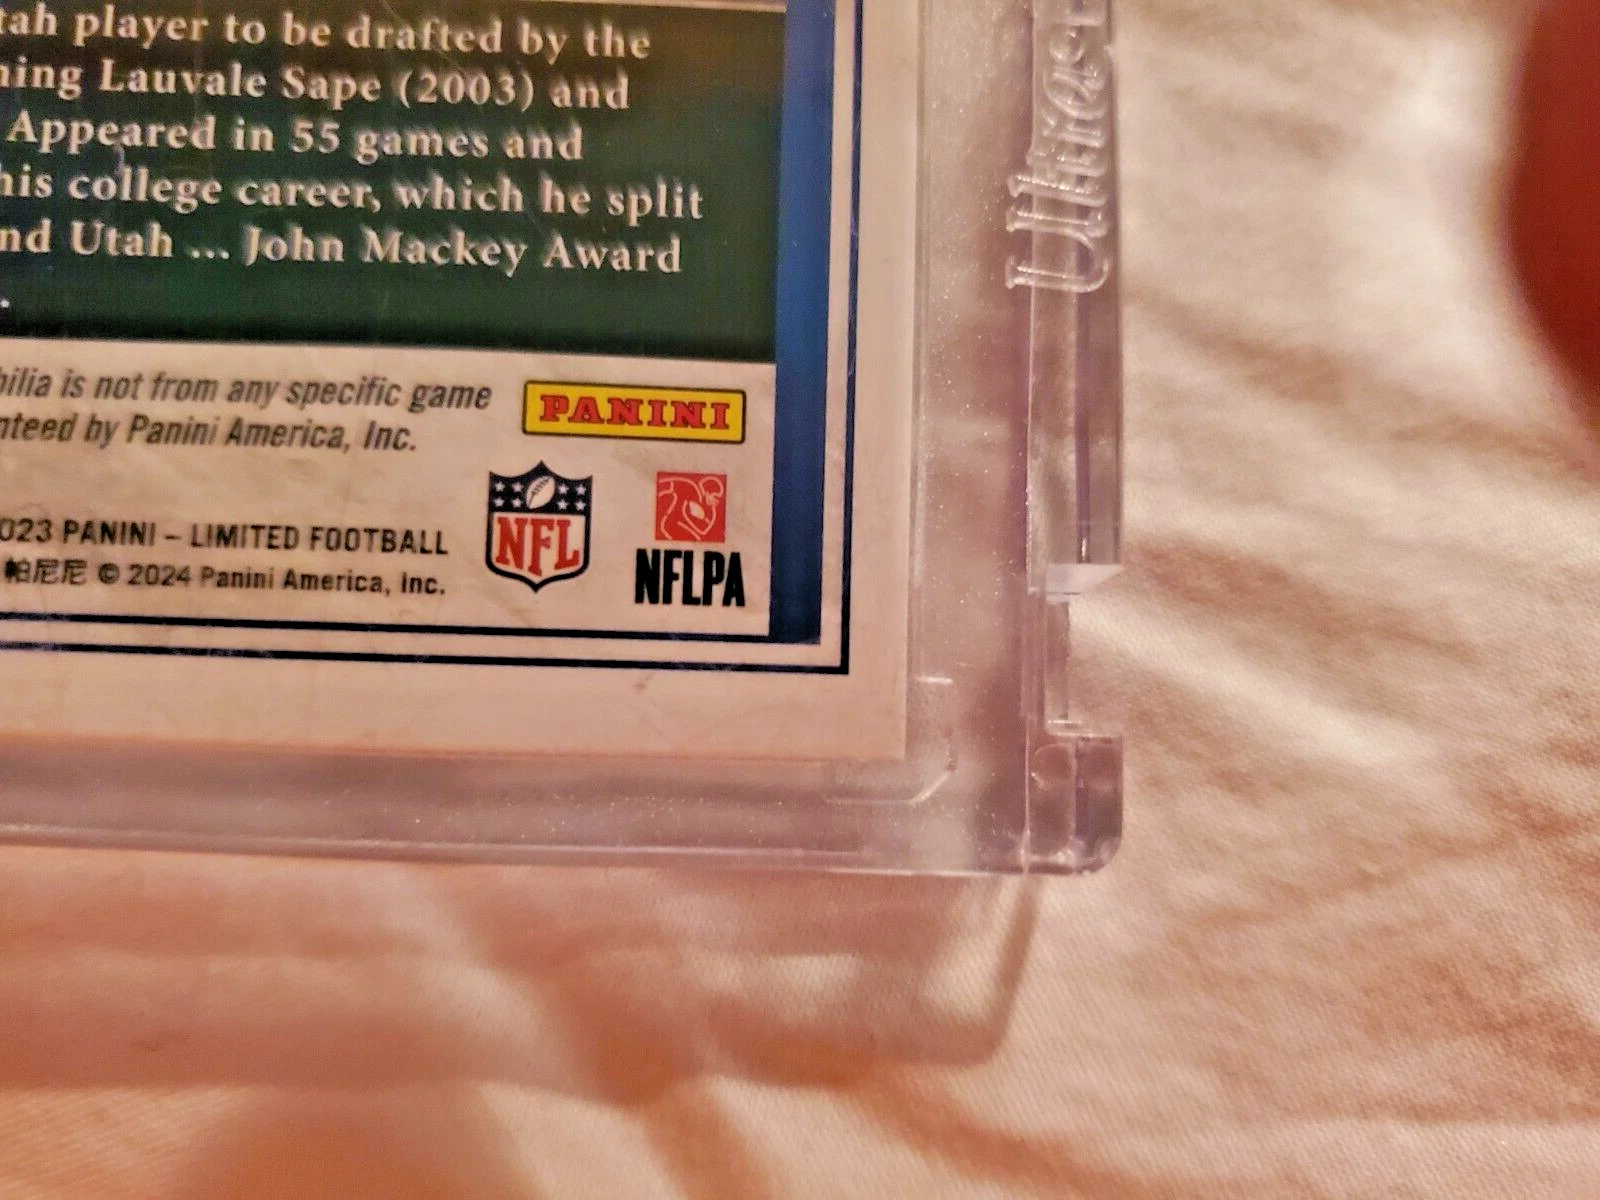 tah player to be drafted by the
ning Lauvale Sape (2003) and
Appeared in 55 games and
his college career, which he split
nd Utah ... John Mackey Award
.
bilia is not from any specific game
nteed by Panini America, Inc.
PANINI
NFL
NFLPA
023 PANINI – LIMITED FOOTBALL
帕尼尼 © 2024 Panini America, Inc.
Ultra